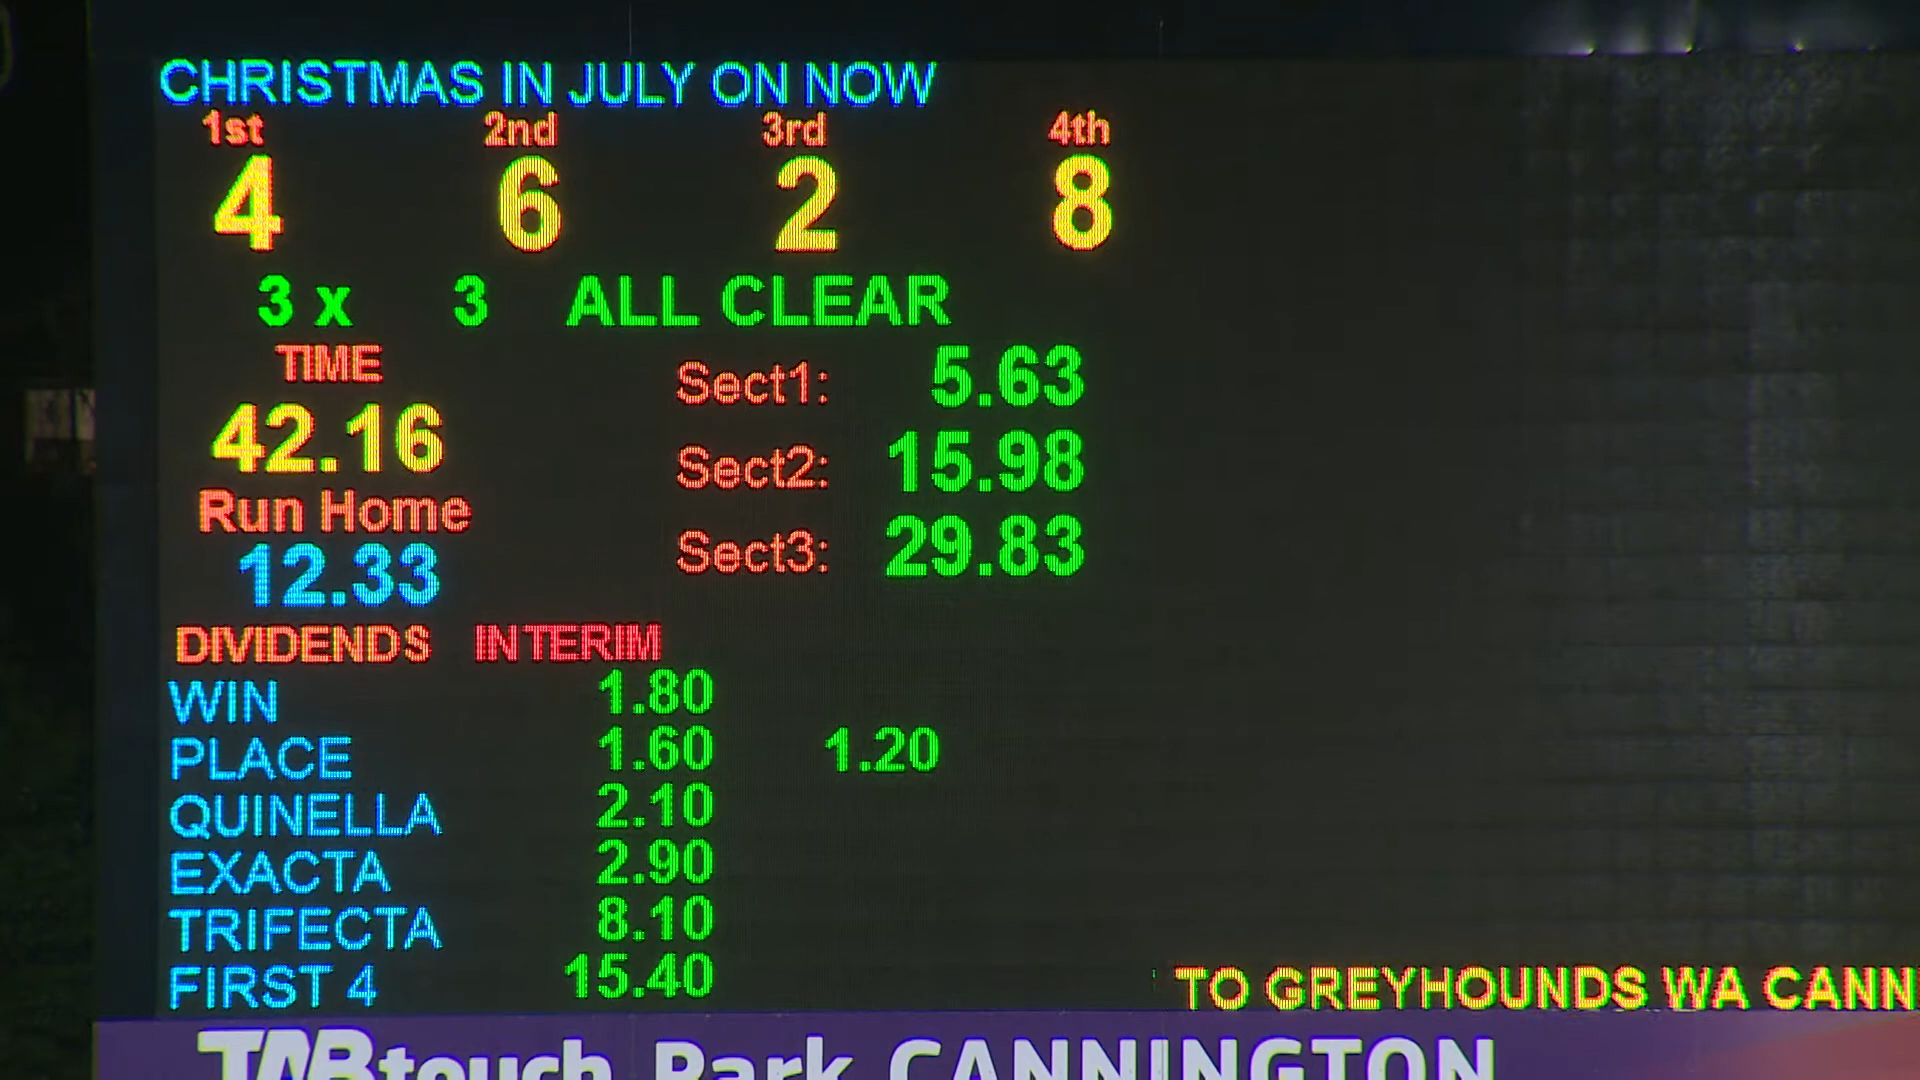 CHRISTMAS IN JULY ON NOW
1st 2nd 3rd 4th
4 6 2 8
3 x 3 ALL CLEAR
TIME
Sect1: 5.63
42.16
Sect2: 15.98
Run Home
12.33
Sect3: 29.83
DIVIDENDS INTERIM
WIN 1.80
PLACE 1.60 1.20
QUINELLA 2.10
EXACTA 2.90
TRIFECTA 8.10
FIRST 4 15.40
TO GREYHOUNDS WA CANN
TABtouch Park CANNINGTON